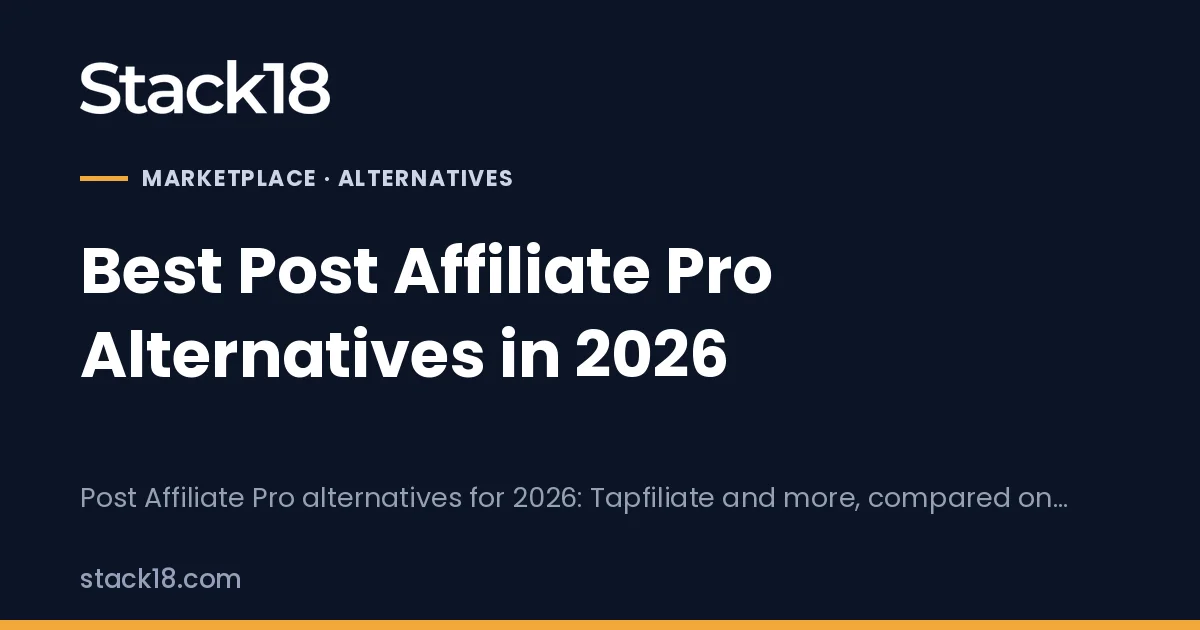 Stack18
MARKETPLACE · ALTERNATIVES
Best Post Affiliate Pro
Alternatives in 2026
Post Affiliate Pro alternatives for 2026: Tapfiliate and more, compared on...
stack18.com